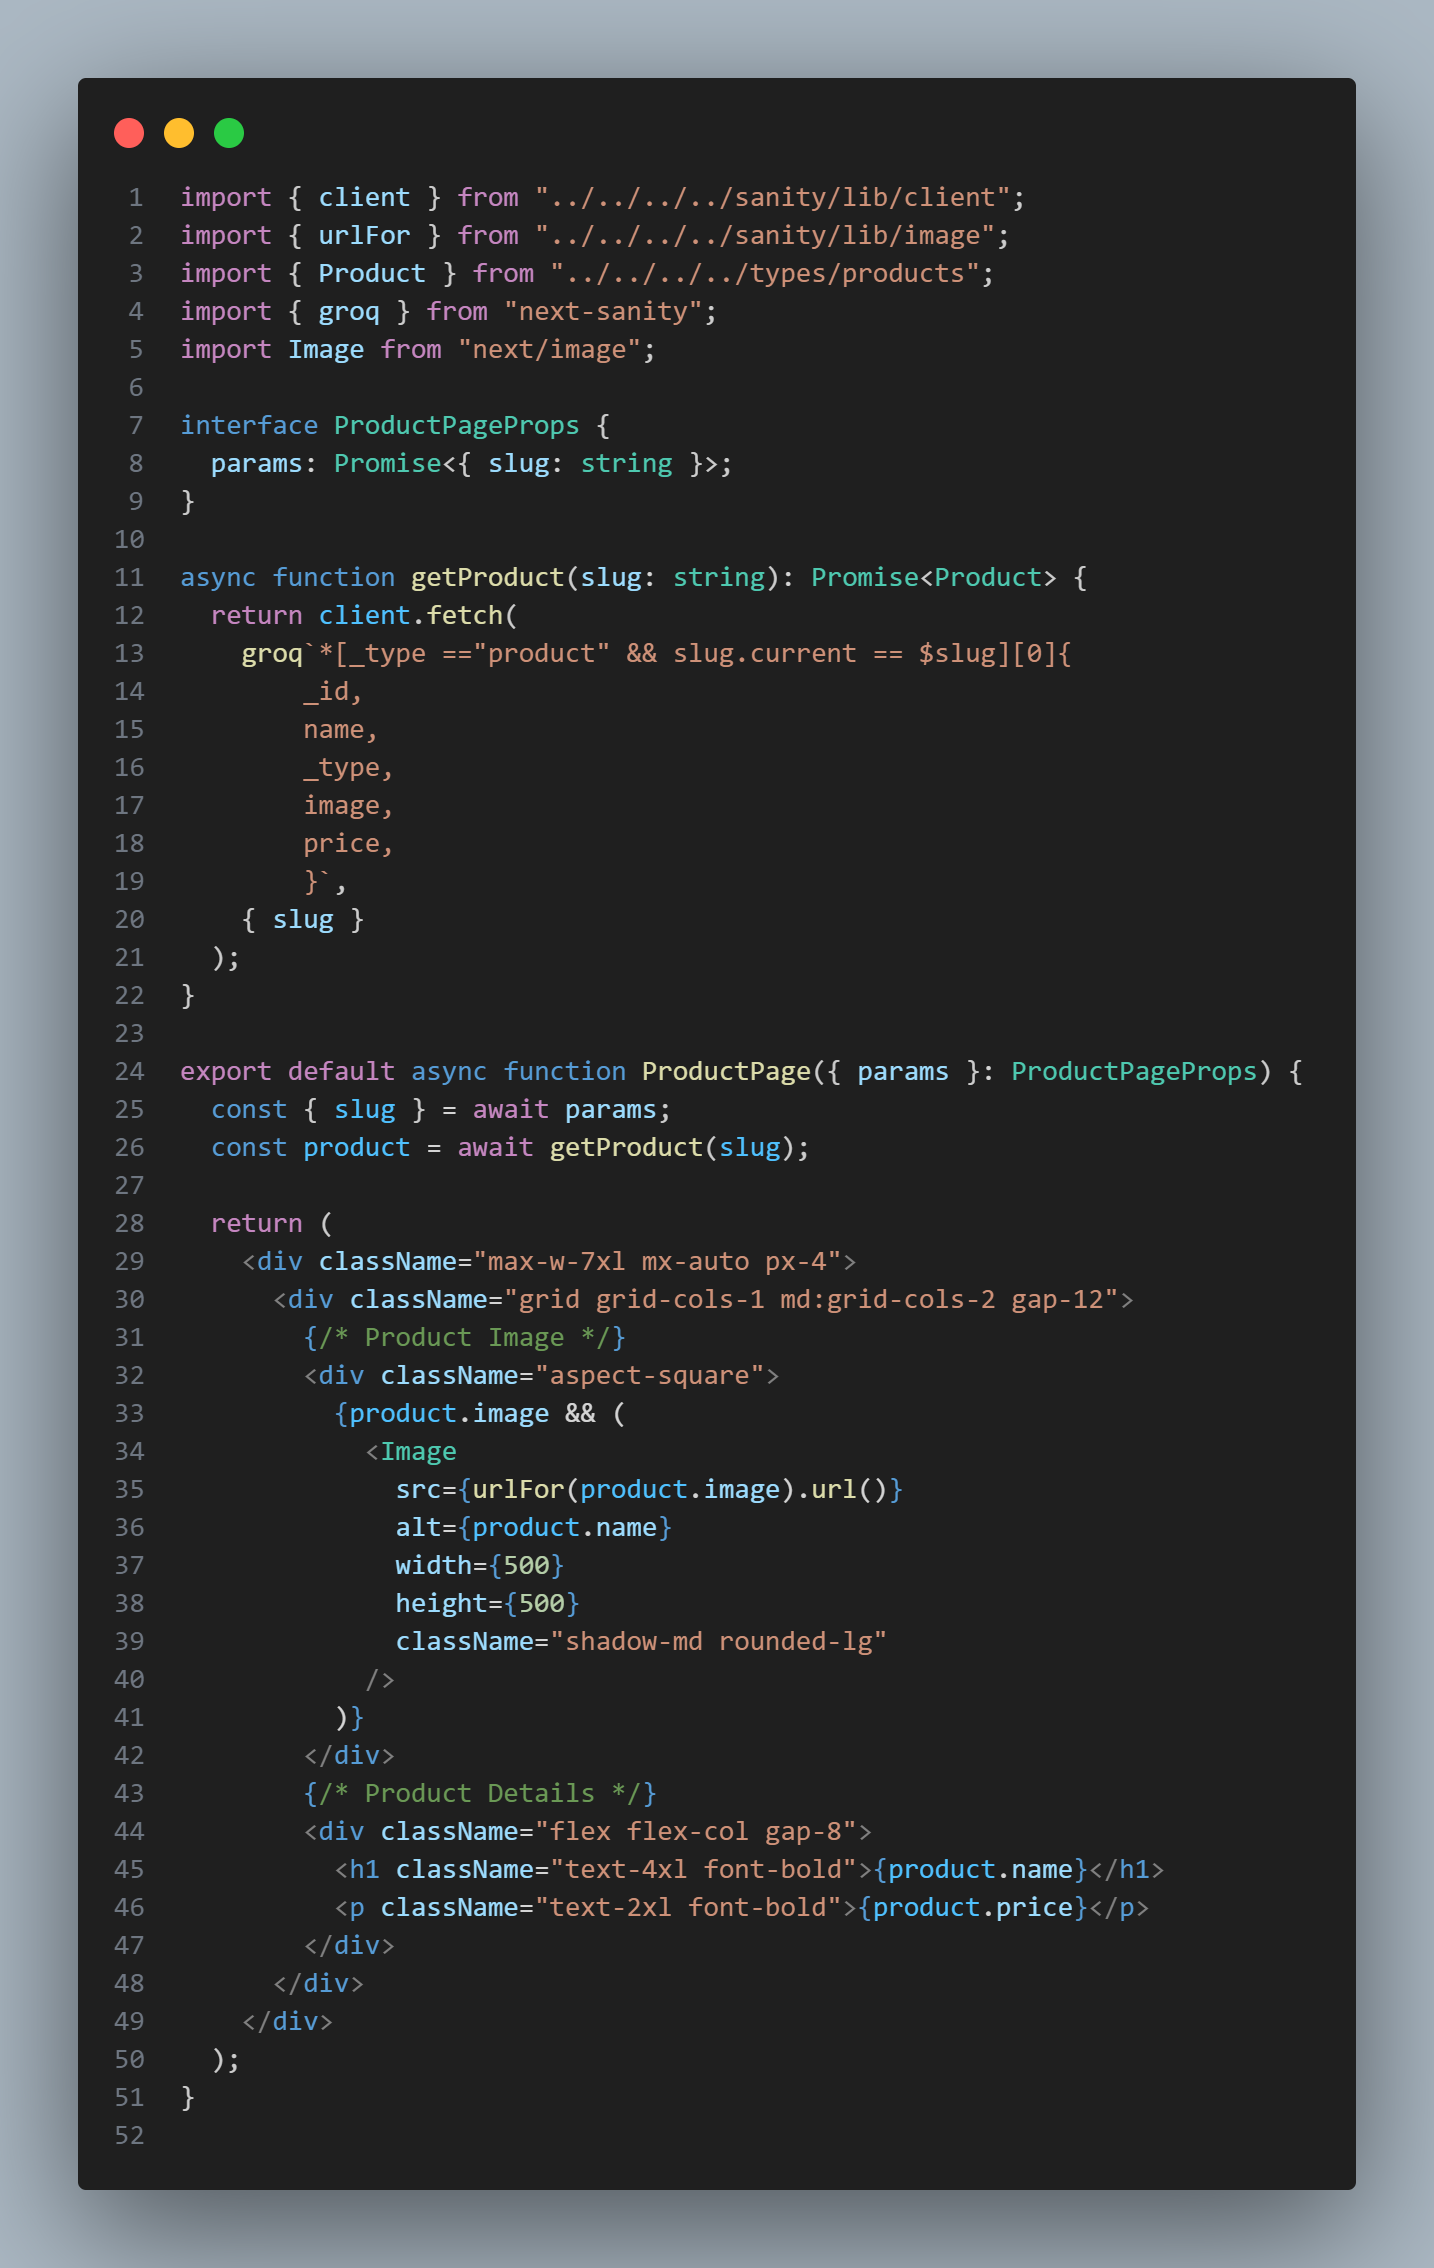 1 import { client } from "../../../../sanity/lib/client";
2 import { urlFor } from "../../../../sanity/lib/image";
3 import { Product } from "../../../../types/products";
4 import { groq } from "next-sanity";
5 import Image from "next/image";
6
7 interface ProductPageProps {
8   params: Promise<{ slug: string }>;
9 }
10
11 async function getProduct(slug: string): Promise<Product> {
12   return client.fetch(
13     groq`*[_type =="product" && slug.current == $slug][0]{
14         _id,
15         name,
16         _type,
17         image,
18         price,
19         }`,
20     { slug }
21   );
22 }
23
24 export default async function ProductPage({ params }: ProductPageProps) {
25   const { slug } = await params;
26   const product = await getProduct(slug);
27
28   return (
29     <div className="max-w-7xl mx-auto px-4">
30       <div className="grid grid-cols-1 md:grid-cols-2 gap-12">
31         {/* Product Image */}
32         <div className="aspect-square">
33           {product.image && (
34             <Image
35               src={urlFor(product.image).url()}
36               alt={product.name}
37               width={500}
38               height={500}
39               className="shadow-md rounded-lg"
40             />
41           )}
42         </div>
43         {/* Product Details */}
44         <div className="flex flex-col gap-8">
45           <h1 className="text-4xl font-bold">{product.name}</h1>
46           <p className="text-2xl font-bold">{product.price}</p>
47         </div>
48       </div>
49     </div>
50   );
51 }
52